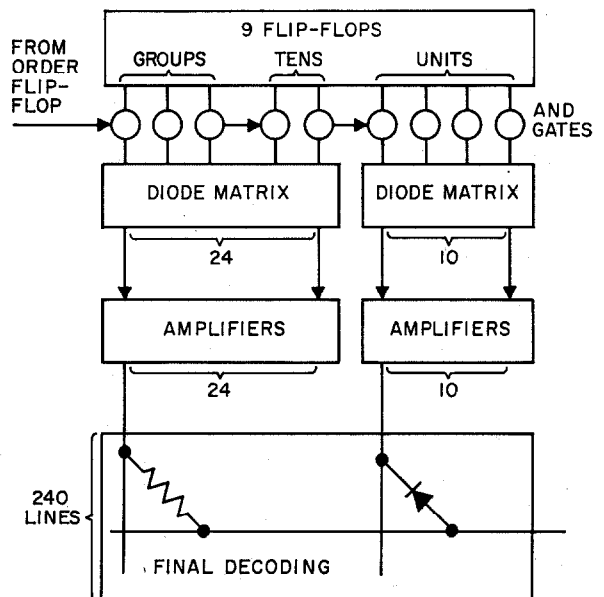 9 FLIP-FLOPS
FROM
ORDER
FLIP-
FLOP
GROUPS
TENS
UNITS
AND
GATES
DIODE MATRIX
DIODE MATRIX
24
10
AMPLIFIERS
AMPLIFIERS
24
10
240
LINES
FINAL DECODING